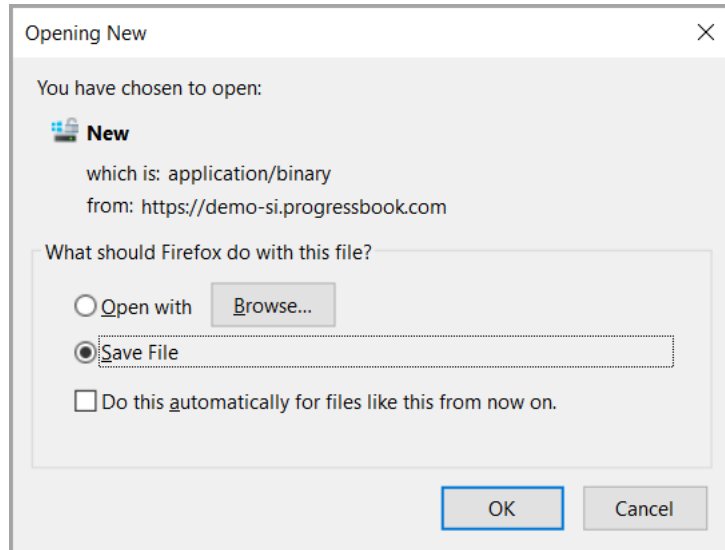 Opening New
You have chosen to open:
New
which is: application/binary
from: https://demo-si.progressbook.com
What should Firefox do with this file?
Open with Browse...
Save File
Do this automatically for files like this from now on.
OK Cancel